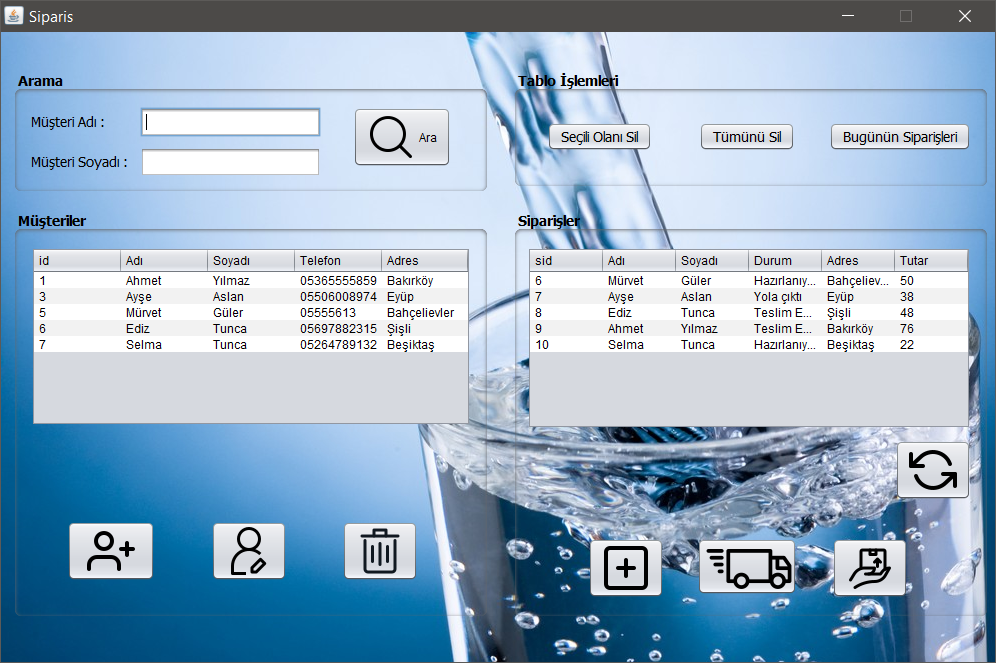 Siparis
Arama
Müşteri Adı :
Müşteri Soyadı :
Ara
Tablo İşlemleri
Seçili Olanı Sil
Tümünü Sil
Bugünün Siparişleri
Müşteriler
id Adı Soyadı Telefon Adres
1 Ahmet Yılmaz 05365555859 Bakırköy
3 Ayşe Aslan 05506008974 Eyüp
5 Mürvet Güler 05555613 Bahçelievler
6 Ediz Tunca 05697882315 Şişli
7 Selma Tunca 05264789132 Beşiktaş
Siparişler
sid Adı Soyadı Durum Adres Tutar
6 Mürvet Güler Hazırlanıy... Bahçeliev... 50
7 Ayşe Aslan Yola çıktı Eyüp 38
8 Ediz Tunca Teslim E... Şişli 48
9 Ahmet Yılmaz Teslim E... Bakırköy 76
10 Selma Tunca Hazırlanıy... Beşiktaş 22